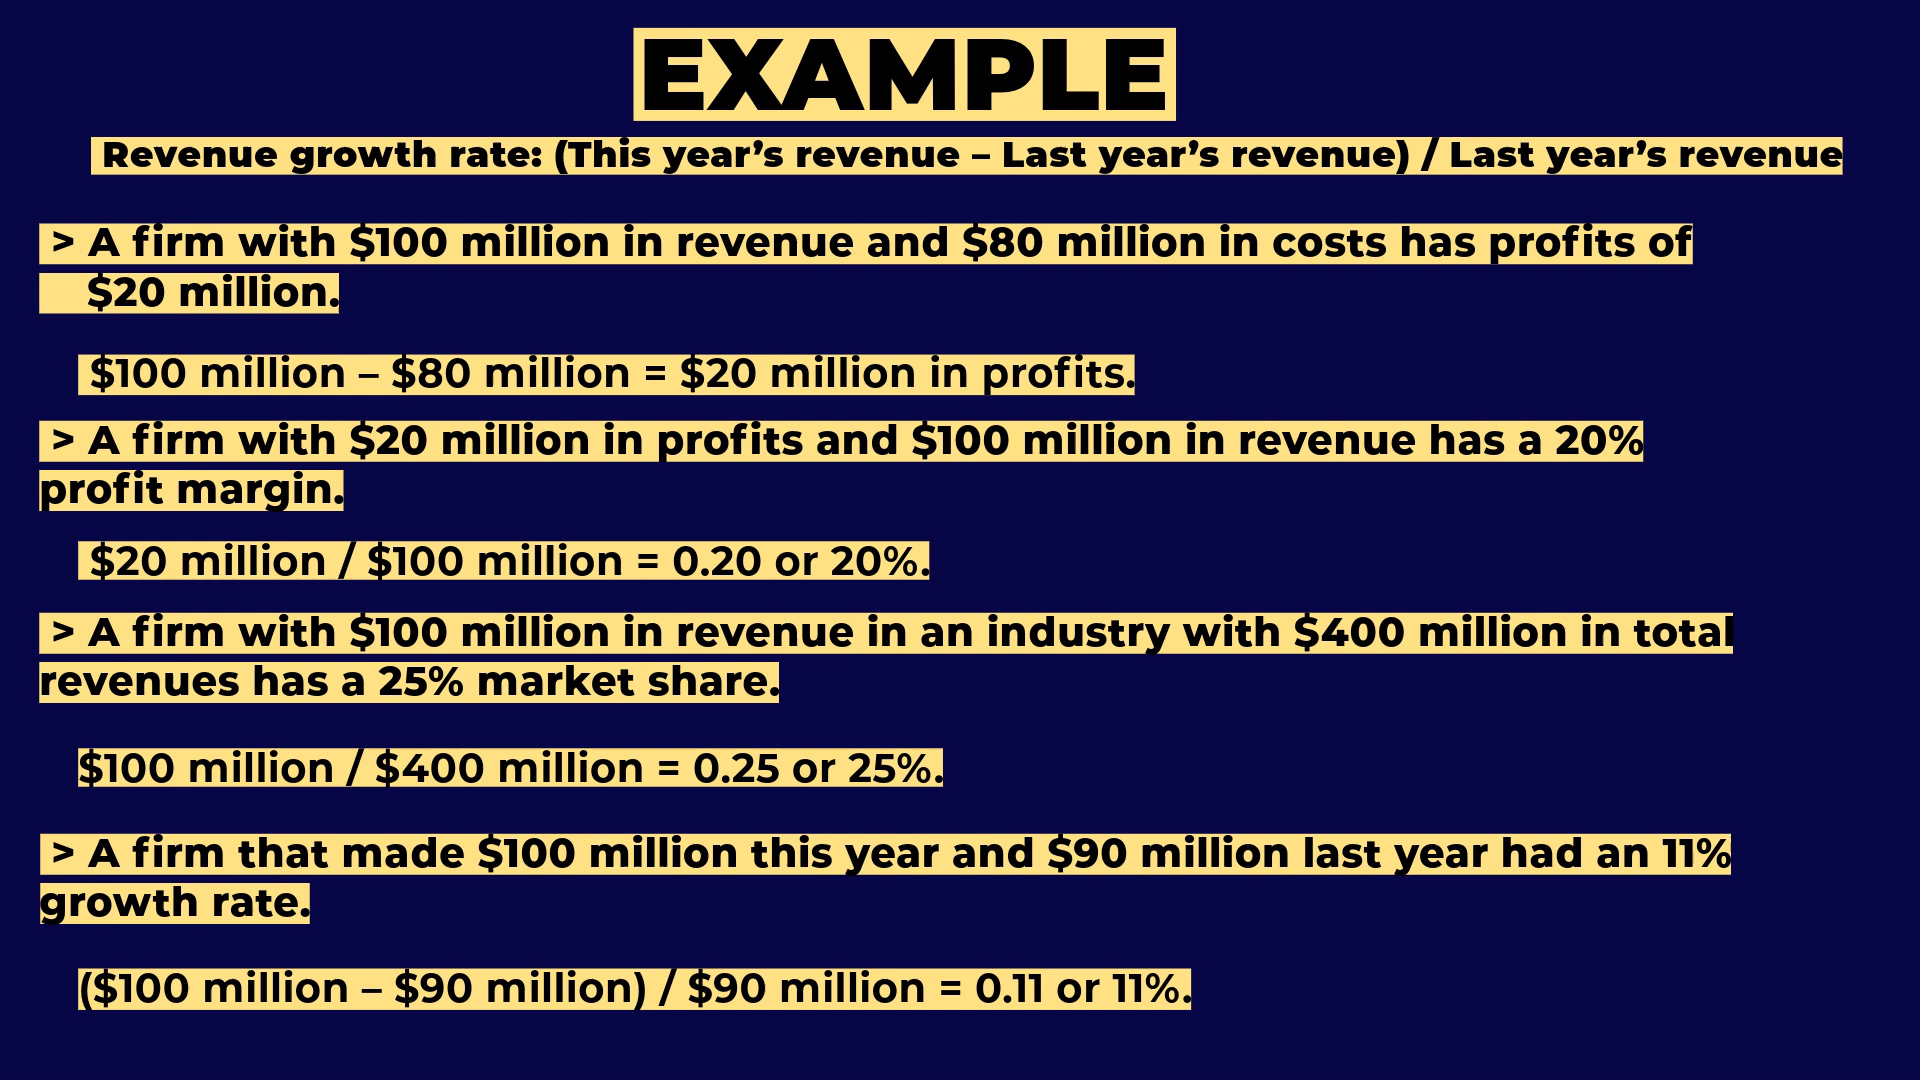 EXAMPLE
Revenue growth rate: (This year’s revenue – Last year’s revenue) / Last year’s revenue
> A firm with $100 million in revenue and $80 million in costs has profits of
$20 million.
$100 million – $80 million = $20 million in profits.
> A firm with $20 million in profits and $100 million in revenue has a 20%
profit margin.
$20 million / $100 million = 0.20 or 20%.
> A firm with $100 million in revenue in an industry with $400 million in total
revenues has a 25% market share.
$100 million / $400 million = 0.25 or 25%.
> A firm that made $100 million this year and $90 million last year had an 11%
growth rate.
($100 million – $90 million) / $90 million = 0.11 or 11%.